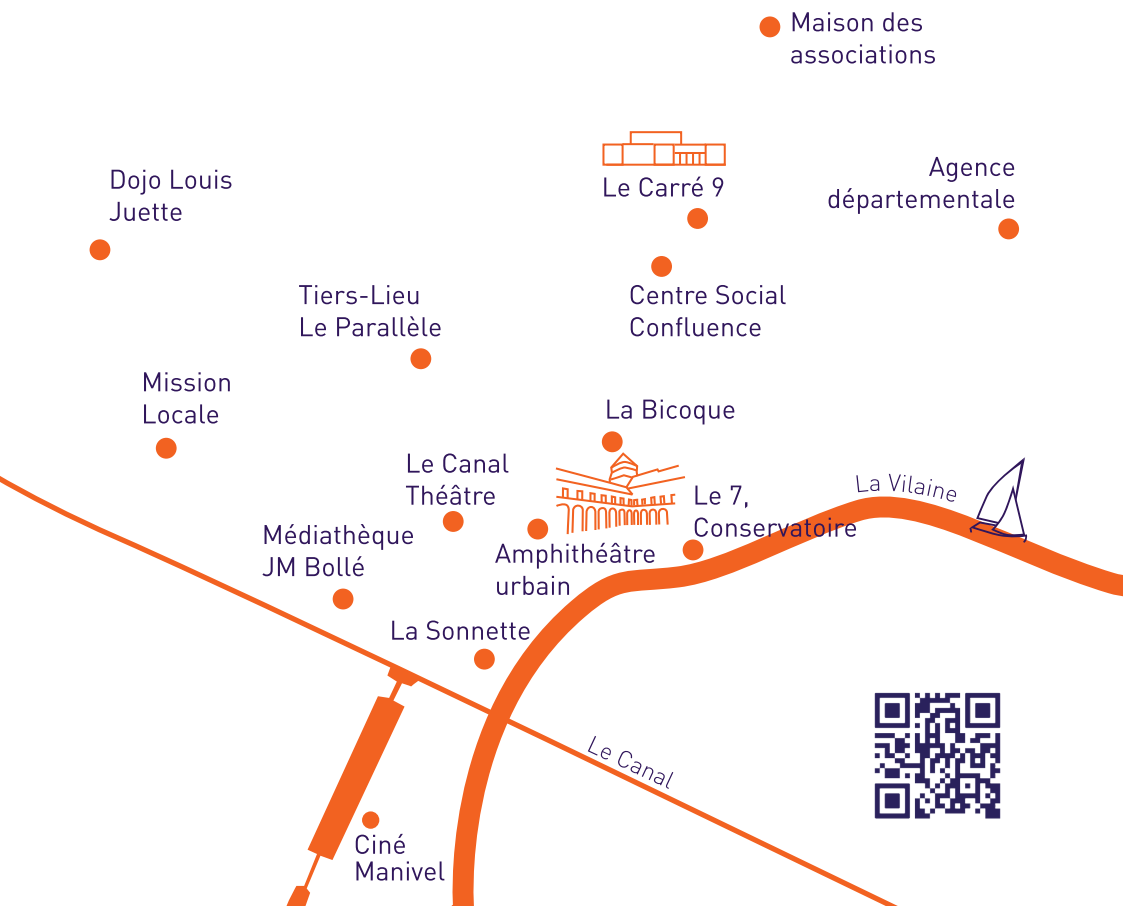 Maison des
associations
Le Carré 9
Agence
départementale
Dojo Louis
Juette
Centre Social
Confluence
Tiers-Lieu
Le Parallèle
Mission
Locale
La Bicoque
Le Canal
Théâtre
Le 7,
Conservatoire
La Vilaine
Médiathèque
JM Bollé
Amphithéâtre
urbain
La Sonnette
Le Canal
Ciné
Manivel